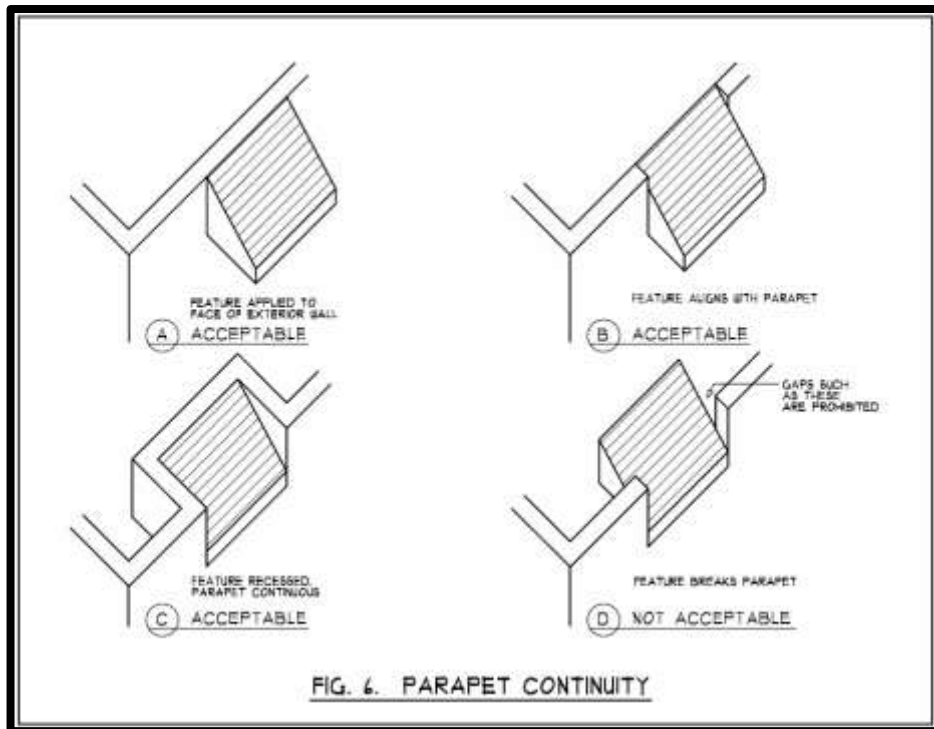 FEATURE APPLIED TO
FACE OF EXTERIOR WALL
A ACCEPTABLE
FEATURE ALIGNS WTH PARAPET
B ACCEPTABLE
GAPS SUCH
AS THESE
ARE PROHIBITED
FEATURE RECESSED,
PARAPET CONTINUOUS
C ACCEPTABLE
FEATURE BREAKS PARAPET
D NOT ACCEPTABLE
FIG. 6. PARAPET CONTINUITY